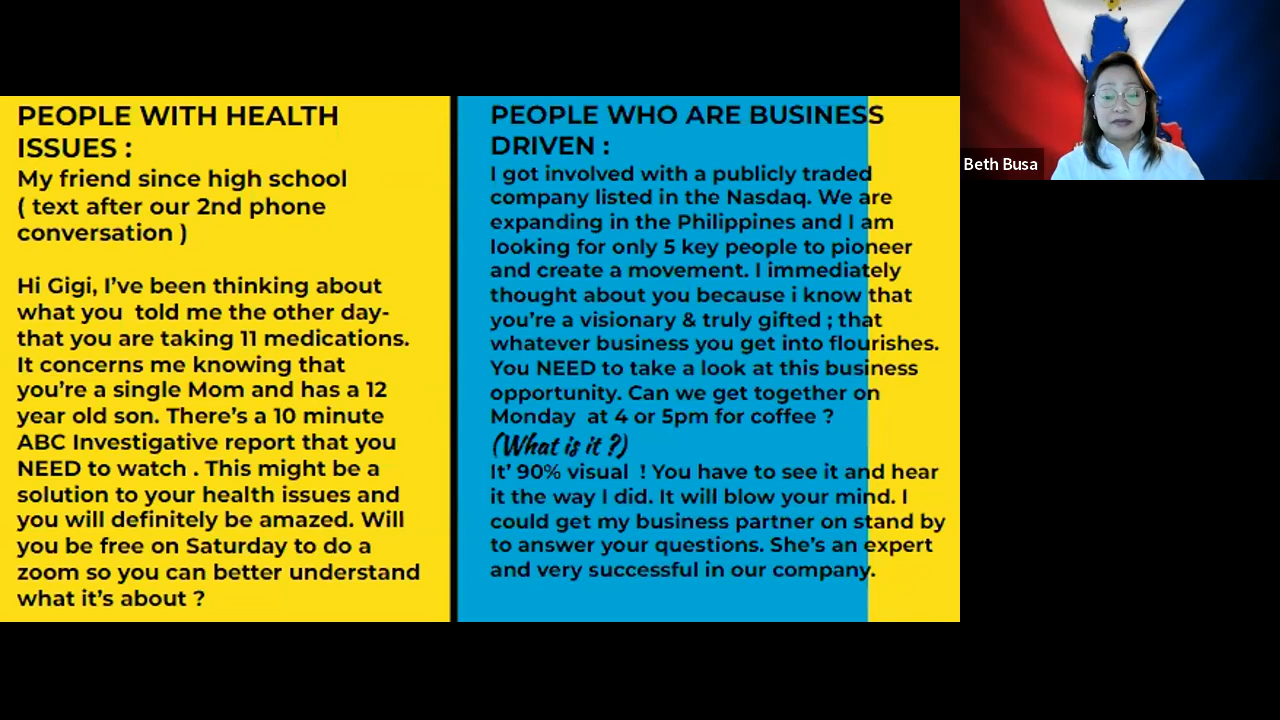 PEOPLE WITH HEALTH
ISSUES :
My friend since high school
( text after our 2nd phone
conversation )
Hi Gigi, I've been thinking about
what you told me the other day-
that you are taking 11 medications.
It concerns me knowing that
you're a single Mom and has a 12
year old son. There's a 10 minute
ABC Investigative report that you
NEED to watch . This might be a
solution to your health issues and
you will definitely be amazed. Will
you be free on Saturday to do a
zoom so you can better understand
what it's about ?
PEOPLE WHO ARE BUSINESS
DRIVEN :
I got involved with a publicly traded
company listed in the Nasdaq. We are
expanding in the Philippines and I am
looking for only 5 key people to pioneer
and create a movement. I immediately
thought about you because i know that
you're a visionary & truly gifted ; that
whatever business you get into flourishes.
You NEED to take a look at this business
opportunity. Can we get together on
Monday at 4 or 5pm for coffee ?
(What is it ?)
It' 90% visual ! You have to see it and hear
it the way I did. It will blow your mind. I
could get my business partner on stand by
to answer your questions. She's an expert
and very successful in our company.
Beth Busa